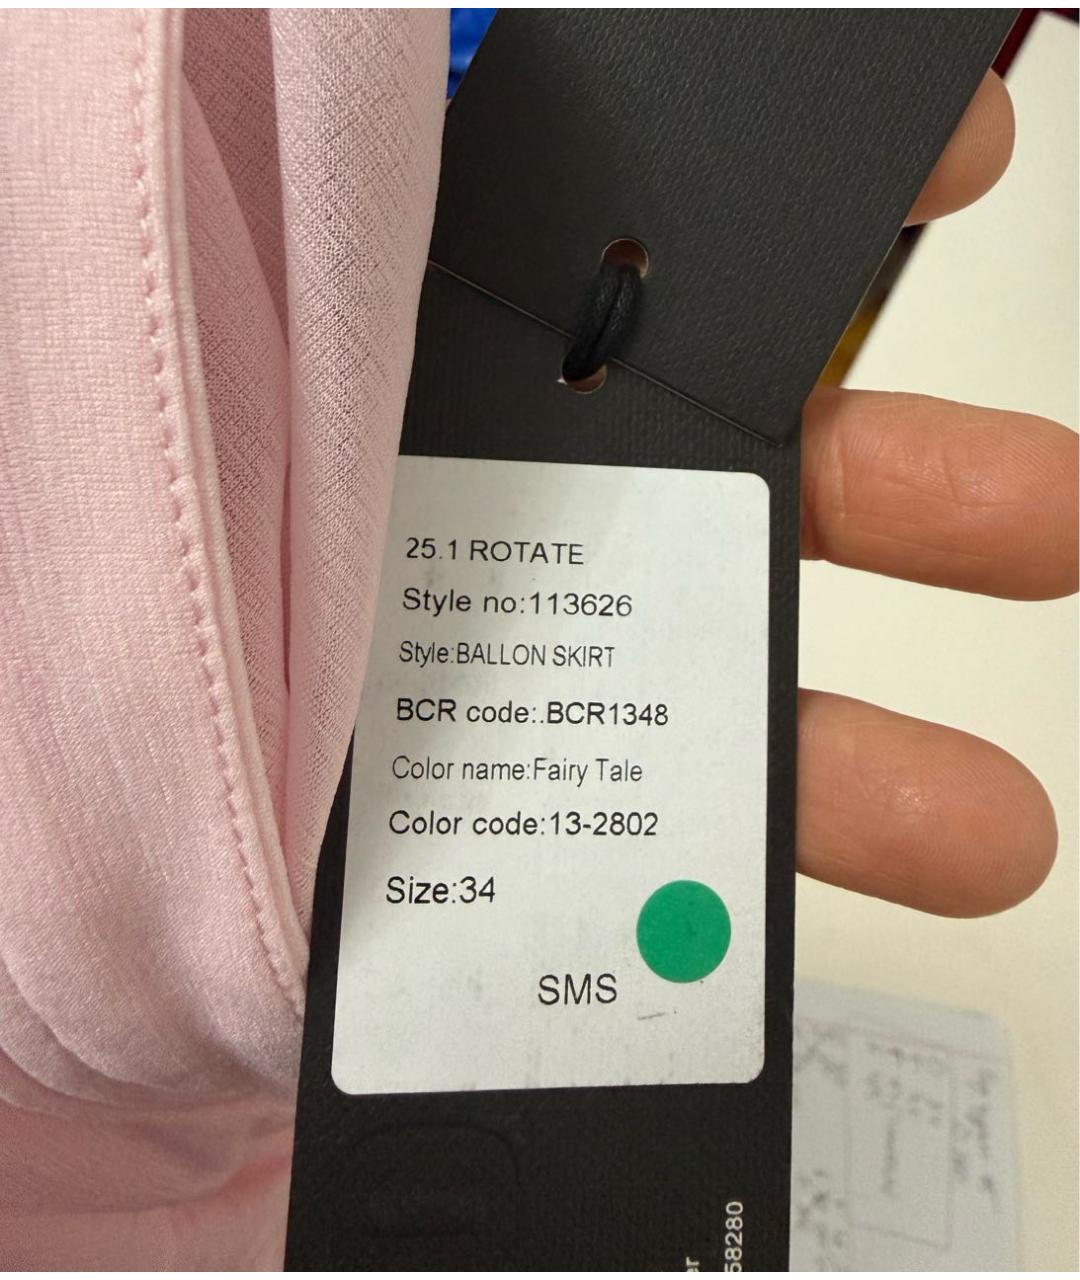 25.1 ROTATE
Style no:113626
Style:BALLON SKIRT
BCR code:.BCR1348
Color name:Fairy Tale
Color code:13-2802
Size:34
SMS
58280